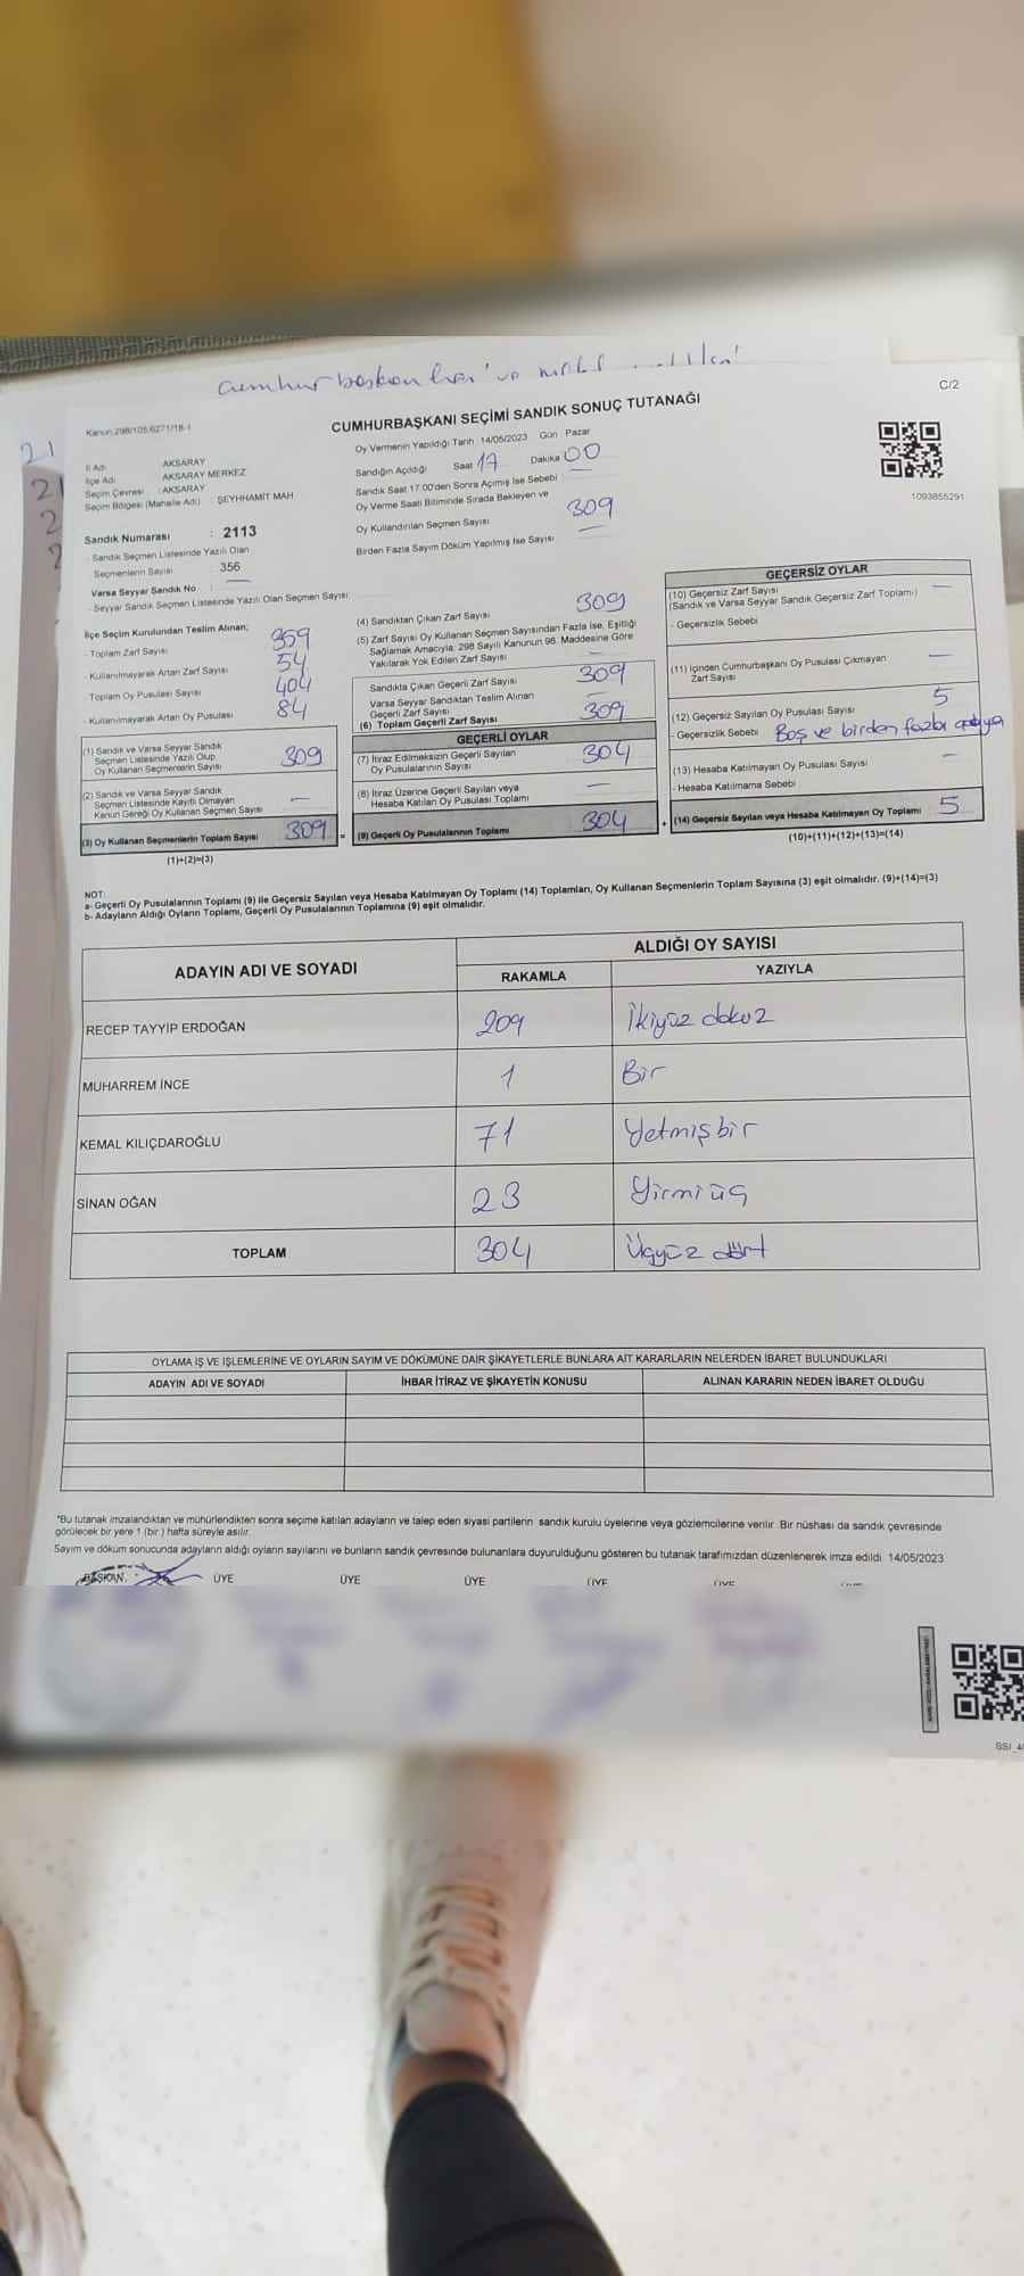 C/2
Kanun:298/105,6271/18-I
CUMHURBAŞKANI SEÇİMİ SANDIK SONUÇ TUTANAĞI
Oy Vermenin Yapıldığı Tarih 14/05/2023 Gün Pazar
İl Adı AKSARAY
İlçe Adı AKSARAY MERKEZ
Seçim Çevresi : AKSARAY
Seçim Bölgesi (Mahalle Adı) : ŞEYHHAMİT MAH
Sandığın Açıldığı Saat 17 Dakika 00
Sandık Saat 17:00'den Sonra Açımış İse Sebebi
Oy Verme Saati Bitiminde Sırada Bekleyen ve
Oy Kullandırılan Seçmen Sayısı 309
Birden Fazla Sayım Döküm Yapılmış İse Sayısı
1093855291
Sandık Numarası : 2113
Sandık Seçmen Listesinde Yazılı Olan
Seçmenlerin Sayısı 356
Varsa Seyyar Sandık No
- Seyyar Sandık Seçmen Listesinde Yazılı Olan Seçmen Sayısı:
İlçe Seçim Kurulundan Teslim Alınan;
- Toplam Zarf Sayısı 359
- Kullanılmayarak Artan Zarf Sayısı 54
- Toplam Oy Pusulası Sayısı 404
- Kullanılmayarak Artan Oy Pusulası 84
(1) Sandık ve Varsa Seyyar Sandık
Seçmen Listesinde Yazılı Olup
Oy Kullanan Seçmenlerin Sayısı 309
(2) Sandık ve Varsa Seyyar Sandık
Seçmen Listesinde Kayıtlı Olmayan
Kanun Gereği Oy Kullanan Seçmen Sayısı —
(3) Oy Kullanan Seçmenlerin Toplam Sayısı 309 =
(1)+(2)=(3)
(4) Sandıktan Çıkan Zarf Sayısı 309
(5) Zarf Sayısı Oy Kullanan Seçmen Sayısından Fazla İse, Eşitliği
Sağlamak Amacıyla, 298 Sayılı Kanunun 98. Maddesine Göre
Yakılarak Yok Edilen Zarf Sayısı —
Sandıkta Çıkan Geçerli Zarf Sayısı 309
Varsa Seyyar Sandıktan Teslim Alınan
Geçerli Zarf Sayısı —
(6) Toplam Geçerli Zarf Sayısı 309
GEÇERLİ OYLAR
(7) İtiraz Edilmeksizin Geçerli Sayılan
Oy Pusulalarının Sayısı 304
(8) İtiraz Üzerine Geçerli Sayılan veya
Hesaba Katılan Oy Pusulası Toplamı —
(9) Geçerli Oy Pusulalarının Toplamı 304 +
GEÇERSİZ OYLAR
(10) Geçersiz Zarf Sayısı —
(Sandık ve Varsa Seyyar Sandık Geçersiz Zarf Toplamı)
- Geçersizlik Sebebi
(11) İçinden Cumhurbaşkanı Oy Pusulası Çıkmayan —
Zarf Sayısı
(12) Geçersiz Sayılan Oy Pusulası Sayısı 5
- Geçersizlik Sebebi Boş ve birden fazla
(13) Hesaba Katılmayan Oy Pusulası Sayısı —
- Hesaba Katılmama Sebebi
(14) Geçersiz Sayılan veya Hesaba Katılmayan Oy Toplamı 5
(10)+(11)+(12)+(13)=(14)
NOT:
a- Geçerli Oy Pusulalarının Toplamı (9) ile Geçersiz Sayılan veya Hesaba Katılmayan Oy Toplamı (14) Toplamları, Oy Kullanan Seçmenlerin Toplam Sayısına (3) eşit olmalıdır. (9)+(14)=(3)
b- Adayların Aldığı Oyların Toplamı, Geçerli Oy Pusulalarının Toplamına (9) eşit olmalıdır.
ADAYIN ADI VE SOYADI ALDIĞI OY SAYISI
RAKAMLA YAZIYLA
RECEP TAYYİP ERDOĞAN 209 İkiyüz dokuz
MUHARREM İNCE 1 Bir
KEMAL KILIÇDAROĞLU 71 Yetmişbir
SİNAN OĞAN 23 Yirmiüç
TOPLAM 304 Üçyüz dört
OYLAMA İŞ VE İŞLEMLERİNE VE OYLARIN SAYIM VE DÖKÜMÜNE DAİR ŞİKAYETLERLE BUNLARA AİT KARARLARIN NELERDEN İBARET BULUNDUKLARI
ADAYIN ADI VE SOYADI İHBAR İTİRAZ VE ŞİKAYETİN KONUSU ALINAN KARARIN NEDEN İBARET OLDUĞU
*Bu tutanak imzalandıktan ve mühürlendikten sonra seçime katılan adayların ve talep eden siyasi partilerin sandık kurulu üyelerine veya gözlemcilerine verilir. Bir nüshası da sandık çevresinde
görülecek bir yere 1 (bir ) hafta süreyle asılır.
Sayım ve döküm sonucunda adayların aldığı oyların sayılarını ve bunların sandık çevresinde bulunanlara duyurulduğunu gösteren bu tutanak tarafımızdan düzenlenerek imza edildi. 14/05/2023
BAŞKAN ÜYE ÜYE ÜYE ÜYE